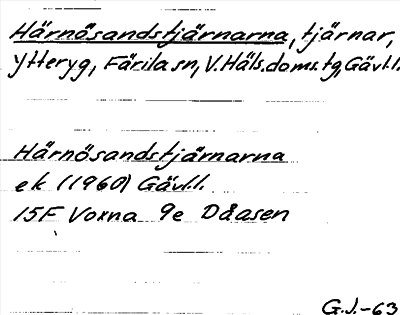 Härnösandstjärnarna, tjärnar,
Ytteryg, Färila sn, V.Häls.doms.tg, Gävl.l.
Härnösandstjärnarna
ek (1960) Gävl.l.
15F Voxna 9e Dåasen
G.J.-63